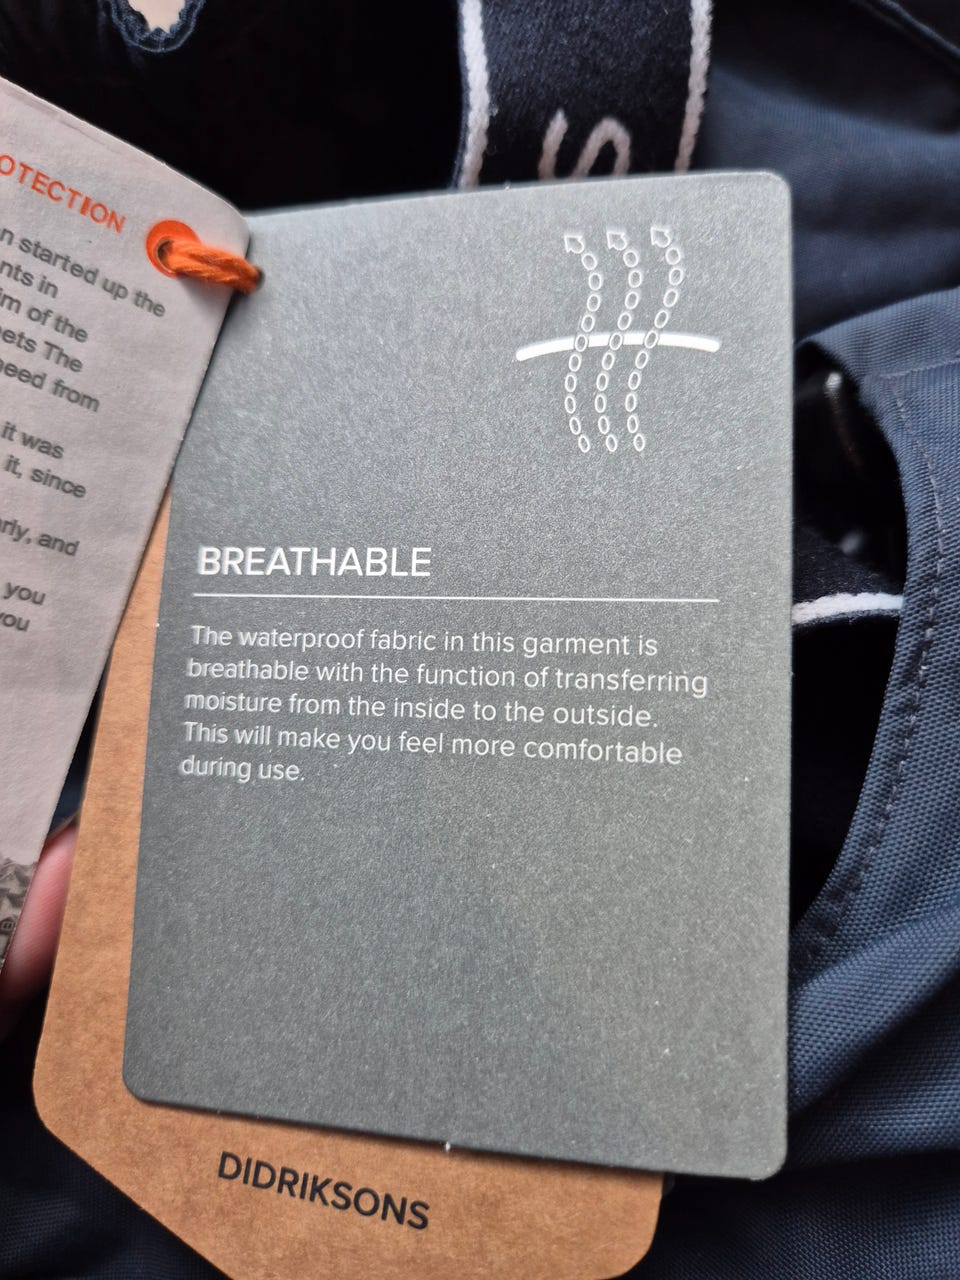 OTECTION
n started up the
nts in
im of the
ets The
need from
it was
it, since
rly, and
you
you
S
BREATHABLE
The waterproof fabric in this garment is
breathable with the function of transferring
moisture from the inside to the outside.
This will make you feel more comfortable
during use.
DIDRIKSONS